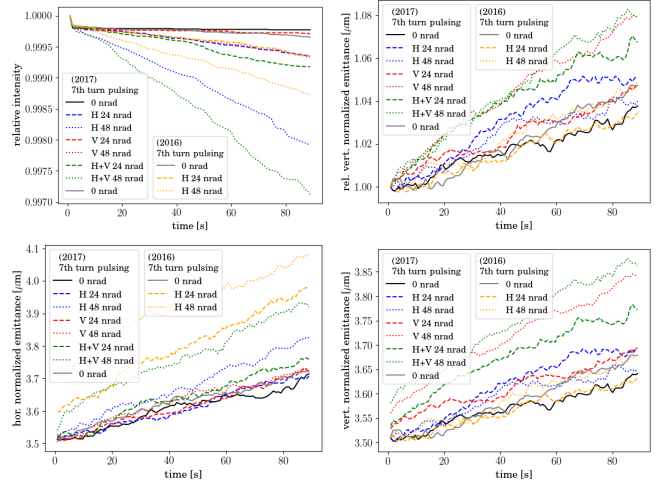 1.0000
0.9995
0.9990
0.9985
0.9980
0.9975
0.9970
relative intensity
(2017)
7th turn pulsing
0 nrad
H 24 nrad
H 48 nrad
V 24 nrad
V 48 nrad
H+V 24 nrad
H+V 48 nrad
0 nrad
(2016)
7th turn pulsing
0 nrad
H 24 nrad
H 48 nrad
0 20 40 60 80
time [s]
1.08
1.06
1.04
1.02
1.00
rel. vert. normalized emittance [μm]
(2017)
7th turn pulsing
0 nrad
H 24 nrad
H 48 nrad
V 24 nrad
V 48 nrad
H+V 24 nrad
H+V 48 nrad
0 nrad
(2016)
7th turn pulsing
0 nrad
H 24 nrad
H 48 nrad
0 20 40 60 80
time [s]
4.1
4.0
3.9
3.8
3.7
3.6
3.5
hor. normalized emittance [μm]
(2017)
7th turn pulsing
0 nrad
H 24 nrad
H 48 nrad
V 24 nrad
V 48 nrad
H+V 24 nrad
H+V 48 nrad
(2016)
7th turn pulsing
0 nrad
H 24 nrad
H 48 nrad
0 20 40 60 80
time [s]
3.85
3.80
3.75
3.70
3.65
3.60
3.55
3.50
vert. normalized emittance [μm]
(2017)
7th turn pulsing
0 nrad
H 24 nrad
H 48 nrad
V 24 nrad
V 48 nrad
H+V 24 nrad
H+V 48 nrad
0 nrad
(2016)
7th turn pulsing
0 nrad
H 24 nrad
H 48 nrad
0 20 40 60 80
time [s]